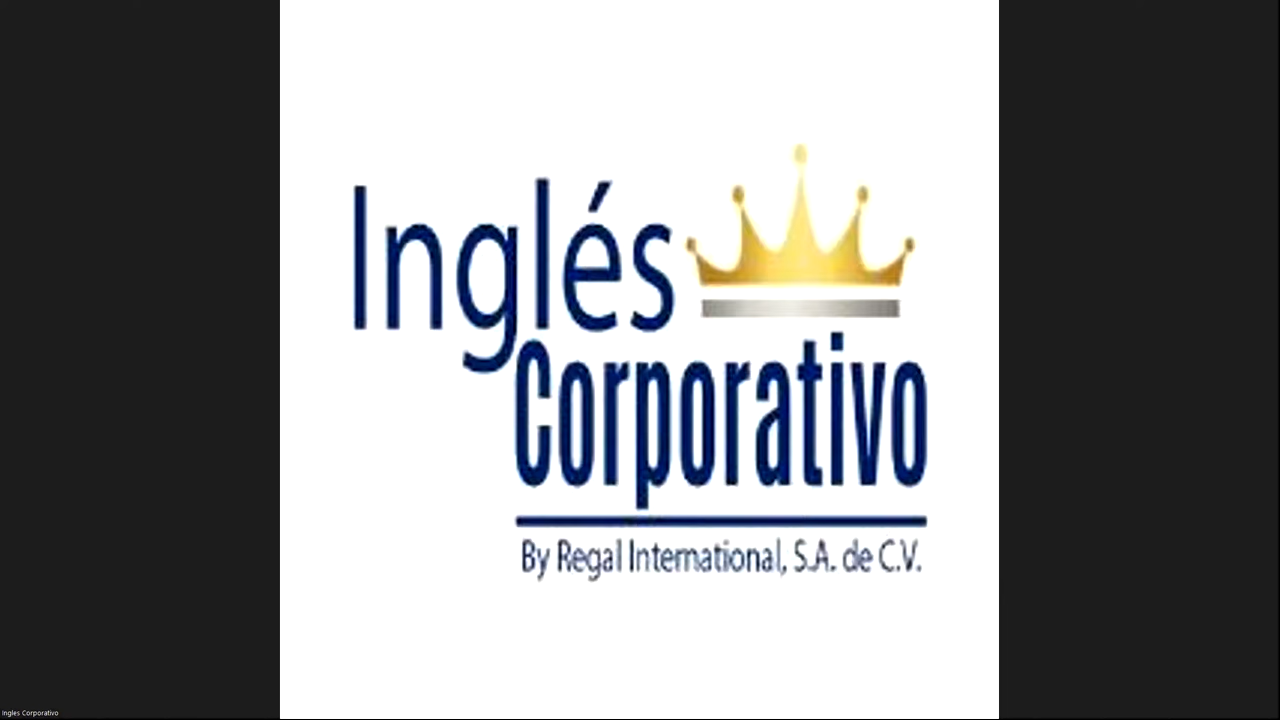 Inglés
Corporativo
By Regal International, S.A. de C.V.
Ingles Corporativo